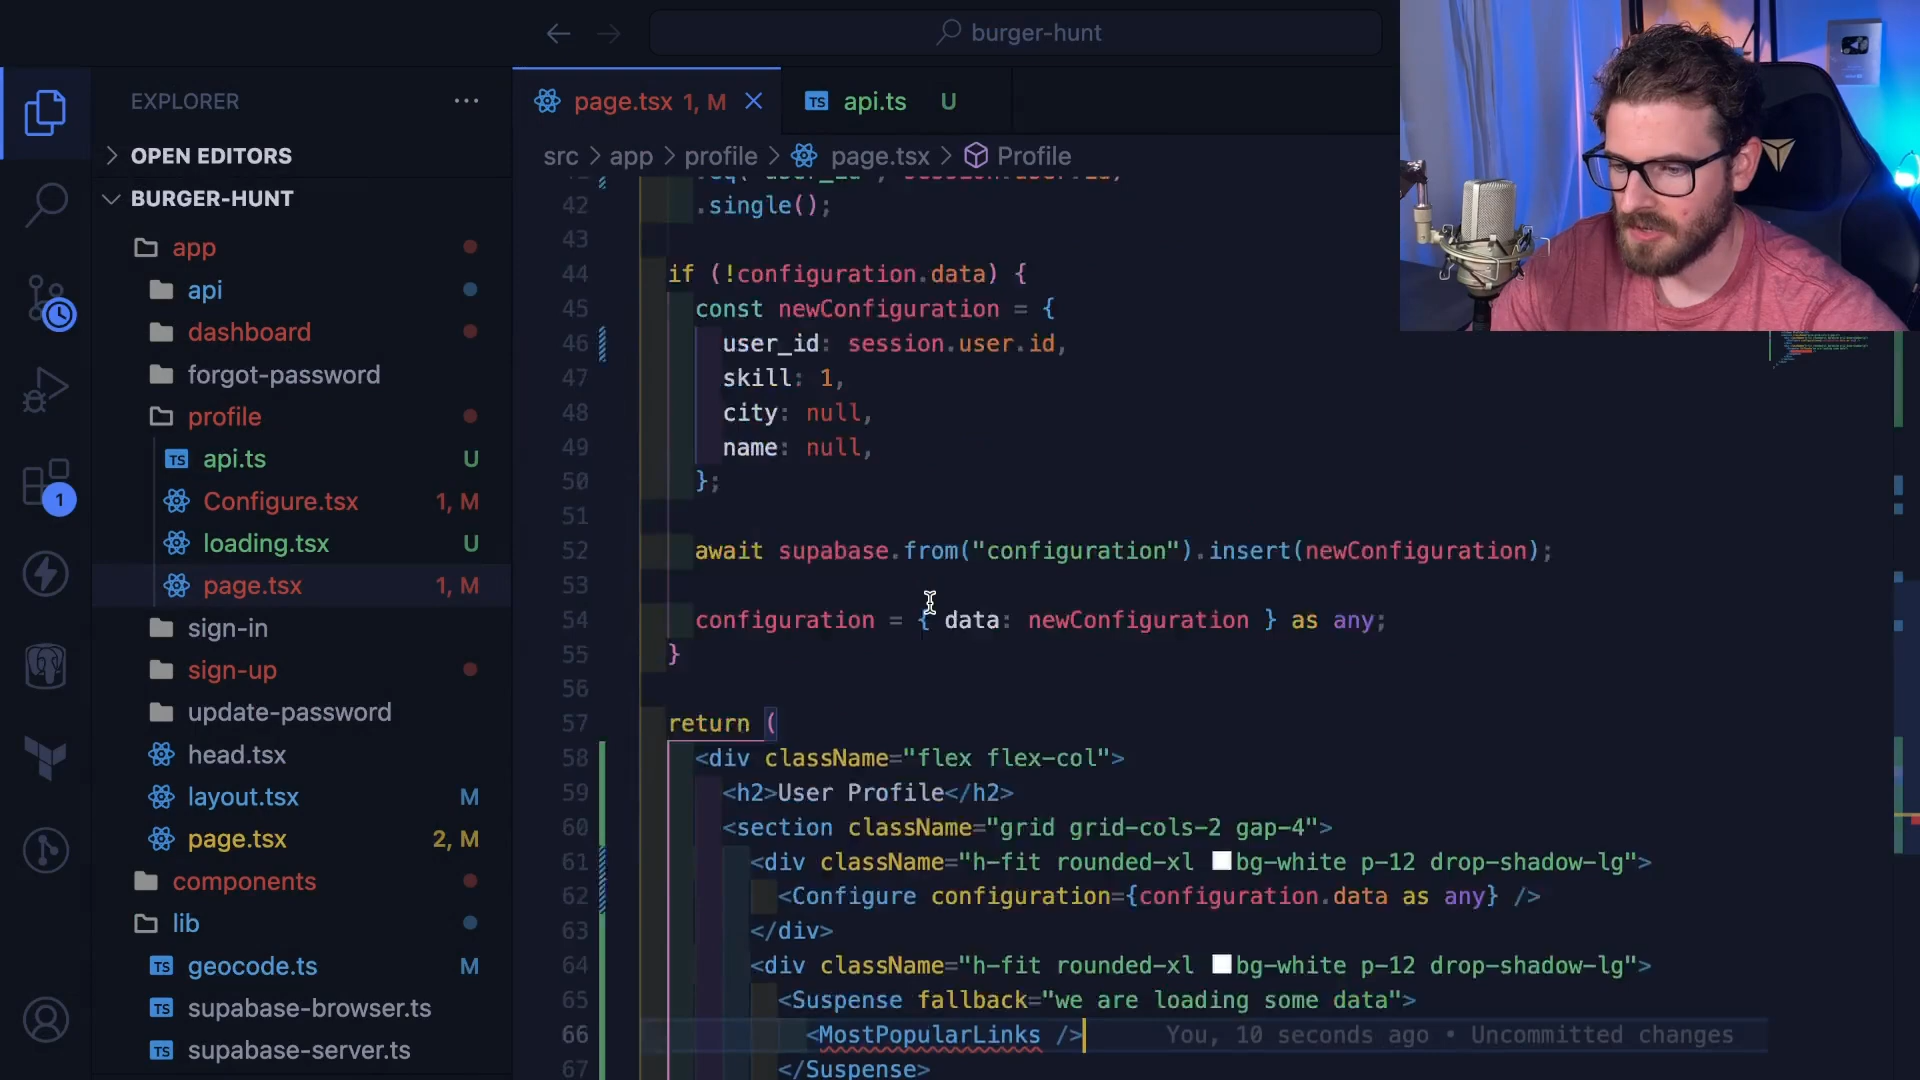 burger-hunt
EXPLORER
OPEN EDITORS
BURGER-HUNT
app
api
dashboard
forgot-password
profile
api.ts U
Configure.tsx 1, M
loading.tsx U
page.tsx 1, M
sign-in
sign-up
update-password
head.tsx
layout.tsx M
page.tsx 2, M
components
lib
geocode.ts M
supabase-browser.ts
supabase-server.ts
1
page.tsx 1, M
TS api.ts U
src > app > profile > page.tsx > Profile
42 .single();
43
44 if (!configuration.data) {
45 const newConfiguration = {
46 user_id: session.user.id,
47 skill: 1,
48 city: null,
49 name: null,
50 };
51
52 await supabase.from("configuration").insert(newConfiguration);
53
54 configuration = { data: newConfiguration } as any;
55 }
56
57 return (
58 <div className="flex flex-col">
59 <h2>User Profile</h2>
60 <section className="grid grid-cols-2 gap-4">
61 <div className="h-fit rounded-xl bg-white p-12 drop-shadow-lg">
62 <Configure configuration={configuration.data as any} />
63 </div>
64 <div className="h-fit rounded-xl bg-white p-12 drop-shadow-lg">
65 <Suspense fallback="we are loading some data">
66 <MostPopularLinks /> You, 10 seconds ago • Uncommitted changes
67 </Suspense>